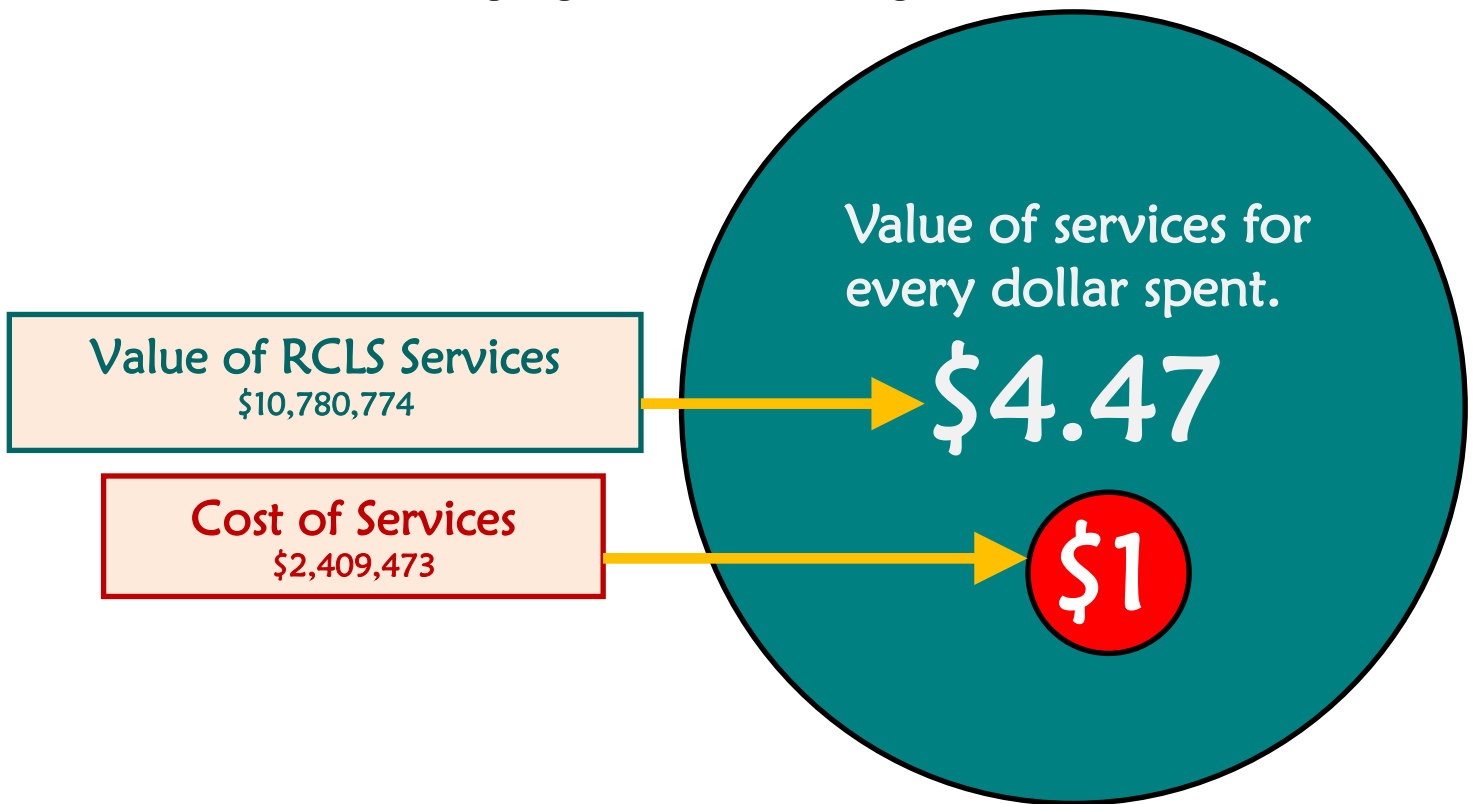 Value of services for
every dollar spent.
Value of RCLS Services
$10,780,774
$4.47
Cost of Services
$2,409,473
$1